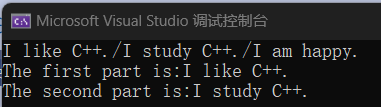 Microsoft Visual Studio 调试控制台
I like C++./I study C++./I am happy.
The first part is:I like C++.
The second part is:I study C++.